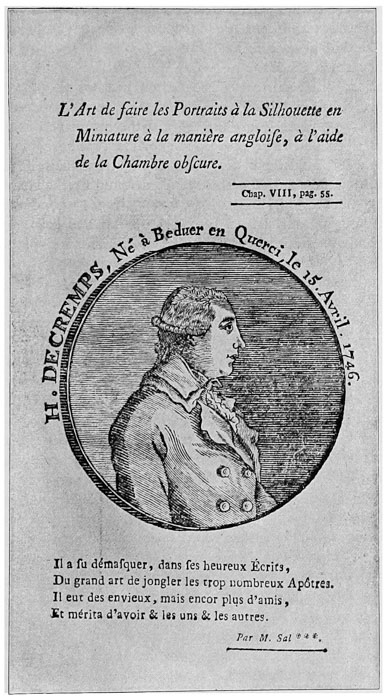 L'Art de faire les Portraits à la Silhouette en
Miniature à la manière angloiſe, à l'aide
de la Chambre obſcure.
Chap. VIII, pag. 55.
H. DECREMPS, Né à Beduer en Querci, le 15. Avril. 1746.
Il a ſu démaſquer, dans ſes heureux Écrits,
Du grand art de jongler les trop nombreux Apôtres.
Il eut des envieux, mais encor plus d'amis,
Et mérita d'avoir & les uns & les autres.
Par M. Sal ***.